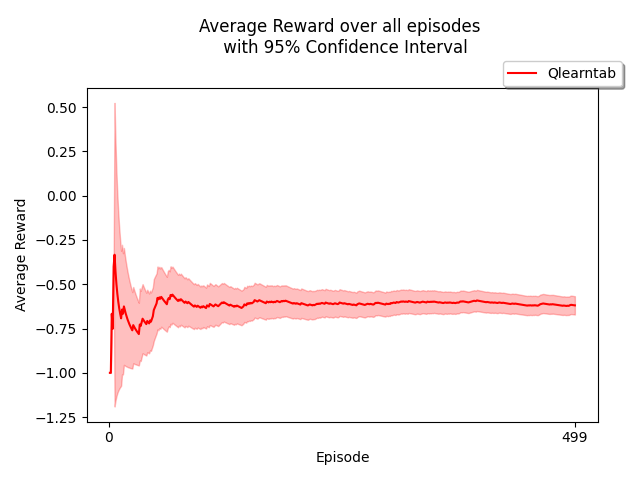 Average Reward over all episodes
with 95% Confidence Interval
Qlearntab
0.50
0.25
0.00
−0.25
−0.50
−0.75
−1.00
−1.25
Average Reward
0
499
Episode